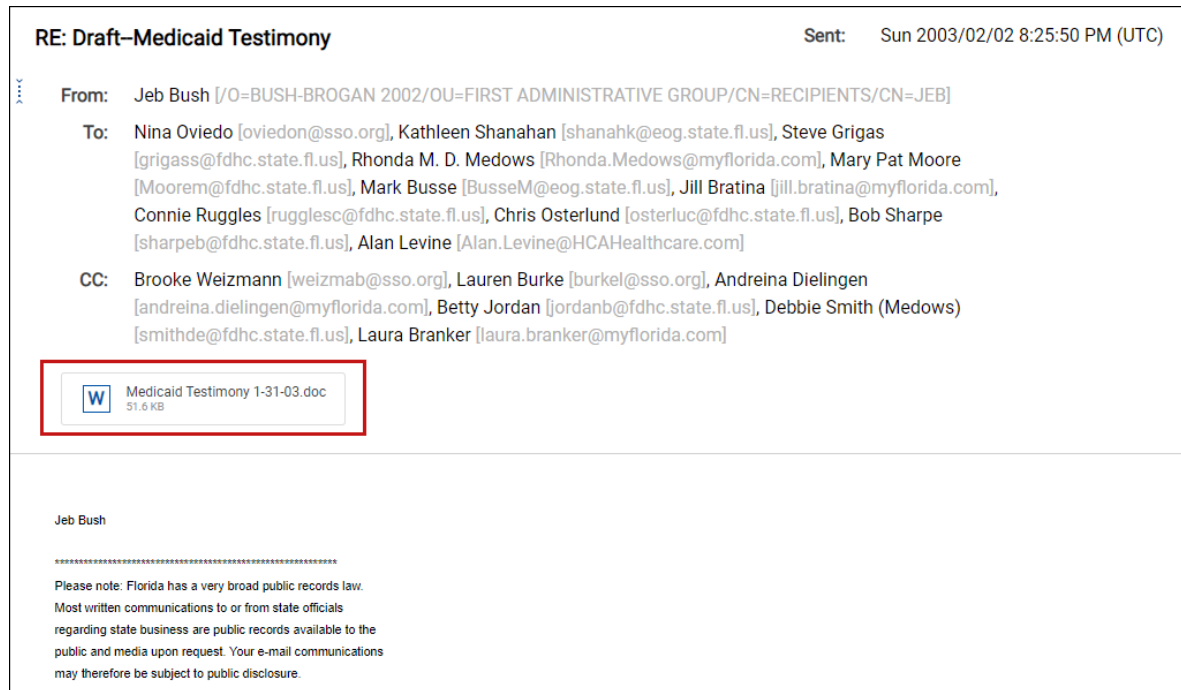 RE: Draft--Medicaid Testimony
Sent: Sun 2003/02/02 8:25:50 PM (UTC)
From: Jeb Bush [/O=BUSH-BROGAN 2002/OU=FIRST ADMINISTRATIVE GROUP/CN=RECIPIENTS/CN=JEB]
To: Nina Oviedo [oviedon@sso.org], Kathleen Shanahan [shanahk@eog.state.fl.us], Steve Grigas
[grigass@fdhc.state.fl.us], Rhonda M. D. Medows [Rhonda.Medows@myflorida.com], Mary Pat Moore
[Moorem@fdhc.state.fl.us], Mark Busse [BusseM@eog.state.fl.us], Jill Bratina [jill.bratina@myflorida.com],
Connie Ruggles [rugglesc@fdhc.state.fl.us], Chris Osterlund [osterluc@fdhc.state.fl.us], Bob Sharpe
[sharpeb@fdhc.state.fl.us], Alan Levine [Alan.Levine@HCAHealthcare.com]
CC: Brooke Weizmann [weizmab@sso.org], Lauren Burke [burkel@sso.org], Andreina Dielingen
[andreina.dielingen@myflorida.com], Betty Jordan [jordanb@fdhc.state.fl.us], Debbie Smith (Medows)
[smithde@fdhc.state.fl.us], Laura Branker [laura.branker@myflorida.com]
W
Medicaid Testimony 1-31-03.doc
51.6 KB
Jeb Bush
***********************************************************
Please note: Florida has a very broad public records law.
Most written communications to or from state officials
regarding state business are public records available to the
public and media upon request. Your e-mail communications
may therefore be subject to public disclosure.